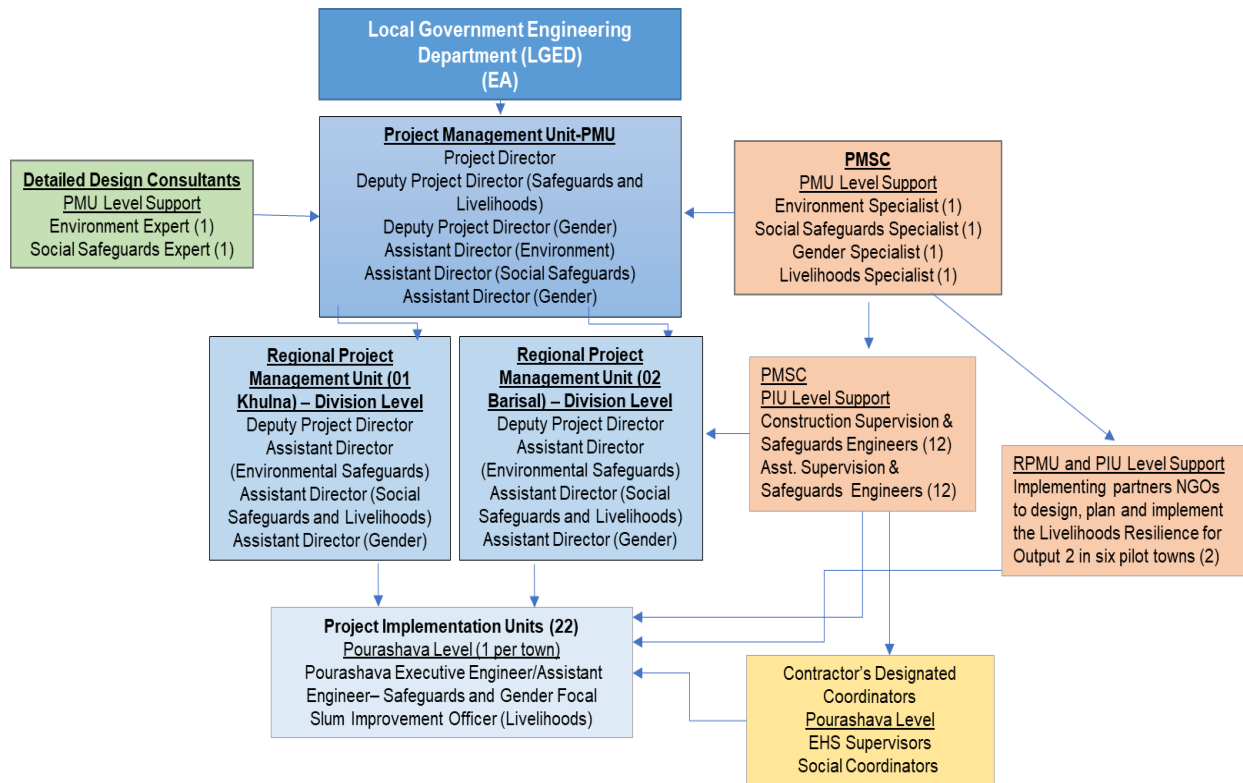 Local Government Engineering
Department (LGED)
(EA)
Project Management Unit-PMU
Project Director
Deputy Project Director (Safeguards and
Livelihoods)
Deputy Project Director (Gender)
Assistant Director (Environment)
Assistant Director (Social Safeguards)
Assistant Director (Gender)
Detailed Design Consultants
PMU Level Support
Environment Expert (1)
Social Safeguards Expert (1)
PMSC
PMU Level Support
Environment Specialist (1)
Social Safeguards Specialist (1)
Gender Specialist (1)
Livelihoods Specialist (1)
Regional Project
Management Unit (01
Khulna) – Division Level
Deputy Project Director
Assistant Director
(Environmental Safeguards)
Assistant Director (Social
Safeguards and Livelihoods)
Assistant Director (Gender)
Regional Project
Management Unit (02
Barisal) – Division Level
Deputy Project Director
Assistant Director
(Environmental Safeguards)
Assistant Director (Social
Safeguards and Livelihoods)
Assistant Director (Gender)
PMSC
PIU Level Support
Construction Supervision &
Safeguards Engineers (12)
Asst. Supervision &
Safeguards Engineers (12)
RPMU and PIU Level Support
Implementing partners NGOs
to design, plan and implement
the Livelihoods Resilience for
Output 2 in six pilot towns (2)
Project Implementation Units (22)
Pourashava Level (1 per town)
Pourashava Executive Engineer/Assistant
Engineer– Safeguards and Gender Focal
Slum Improvement Officer (Livelihoods)
Contractor's Designated
Coordinators
Pourashava Level
EHS Supervisors
Social Coordinators